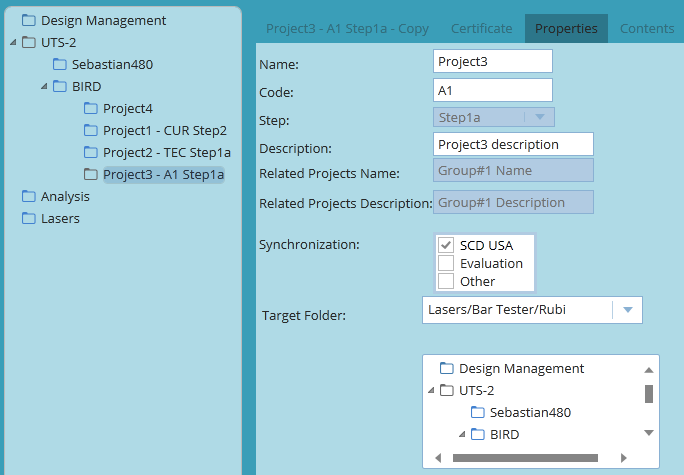 Design Management
UTS-2
Sebastian480
BIRD
Project4
Project1 - CUR Step2
Project2 - TEC Step1a
Project3 - A1 Step1a
Analysis
Lasers
Project3 - A1 Step1a - Copy Certificate Properties Contents
Name: Project3
Code: A1
Step: Step1a
Description: Project3 description
Related Projects Name: Group#1 Name
Related Projects Description: Group#1 Description
Synchronization: SCD USA
Evaluation
Other
Target Folder: Lasers/Bar Tester/Rubi
Design Management
UTS-2
Sebastian480
BIRD